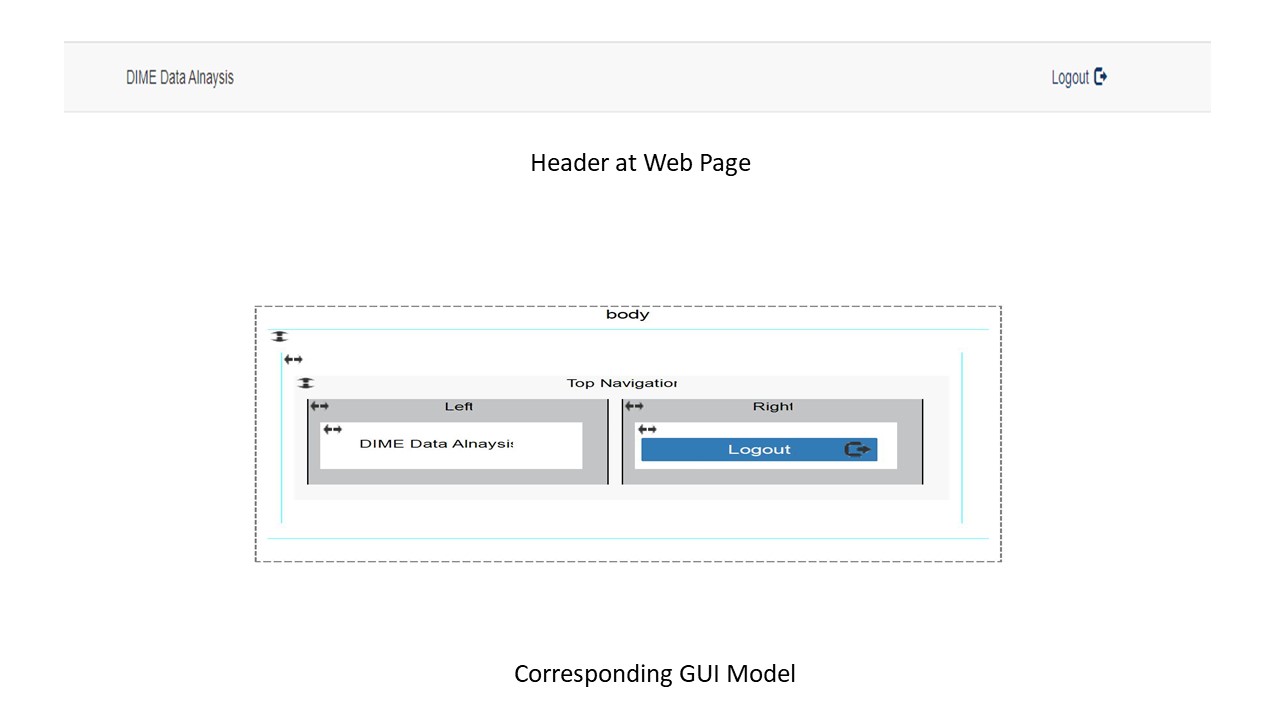 DIME Data Alnaysis
Logout
Header at Web Page
body
Top Navigation
Left
Right
DIME Data Alnaysis
Logout
Corresponding GUI Model